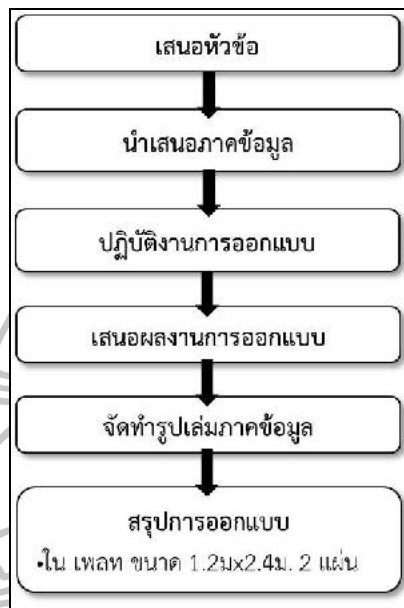 เสนอหัวข้อ
นำเสนอภาคข้อมูล
ปฏิบัติงานการออกแบบ
เสนอผลงานการออกแบบ
จัดทำรูปเล่มภาคข้อมูล
สรุปการออกแบบ
•ใน เพลท ขนาด 1.2มx2.4ม. 2 แผ่น